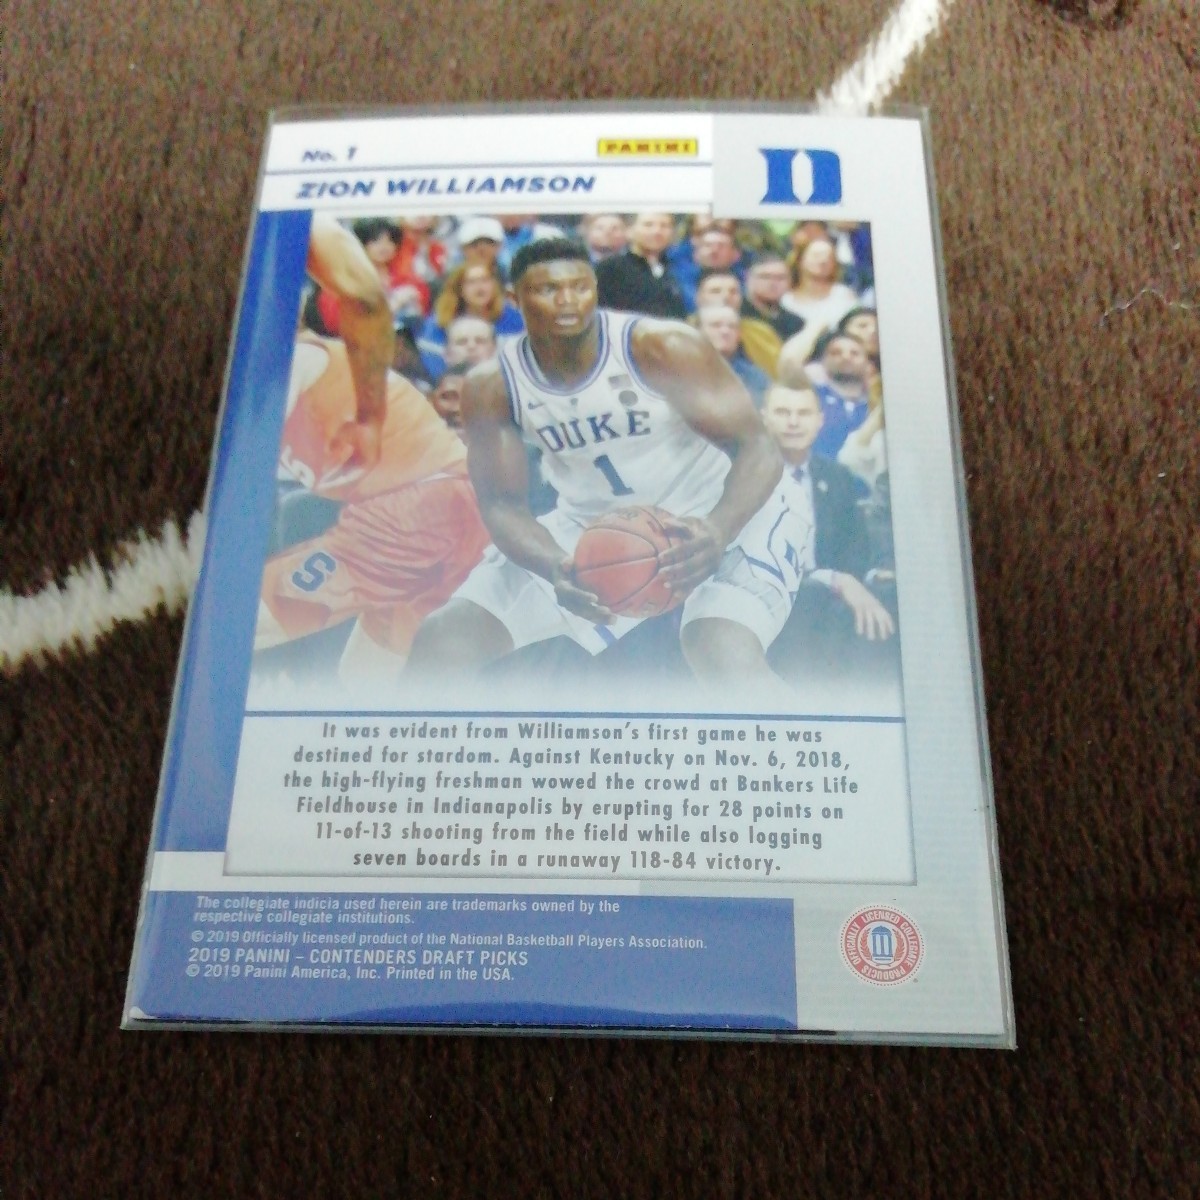 No. 1
PANINI
ZION WILLIAMSON
D
DUKE
1
S
It was evident from Williamson's first game he was
destined for stardom. Against Kentucky on Nov. 6, 2018,
the high-flying freshman wowed the crowd at Bankers Life
Fieldhouse in Indianapolis by erupting for 28 points on
11-of-13 shooting from the field while also logging
seven boards in a runaway 118-84 victory.
The collegiate indicia used herein are trademarks owned by the
respective collegiate institutions.
© 2019 Officially licensed product of the National Basketball Players Association.
2019 PANINI – CONTENDERS DRAFT PICKS
© 2019 Panini America, Inc. Printed in the USA.
OFFICIALLY LICENSED COLLEGIATE PRODUCTS